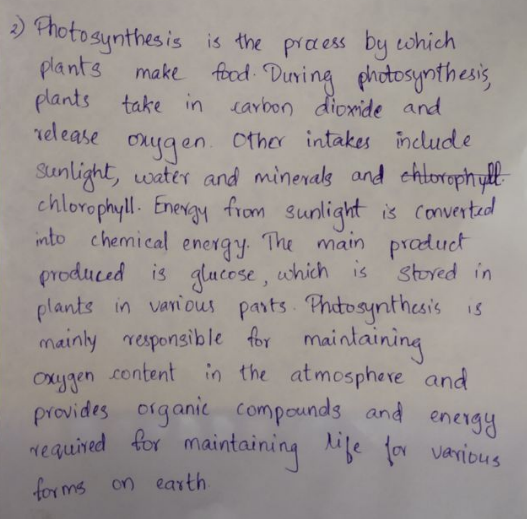 2) Photosynthesis is the process by which
plants make food. During photosynthesis,
plants take in carbon dioxide and
release oxygen. Other intakes include
sunlight, water and minerals and chlorophyll.
chlorophyll. Energy from sunlight is converted
into chemical energy. The main product
produced is glucose, which is stored in
plants in various parts. Photosynthesis is
mainly responsible for maintaining
oxygen content in the atmosphere and
provides organic compounds and energy
required for maintaining life for various
forms on earth.